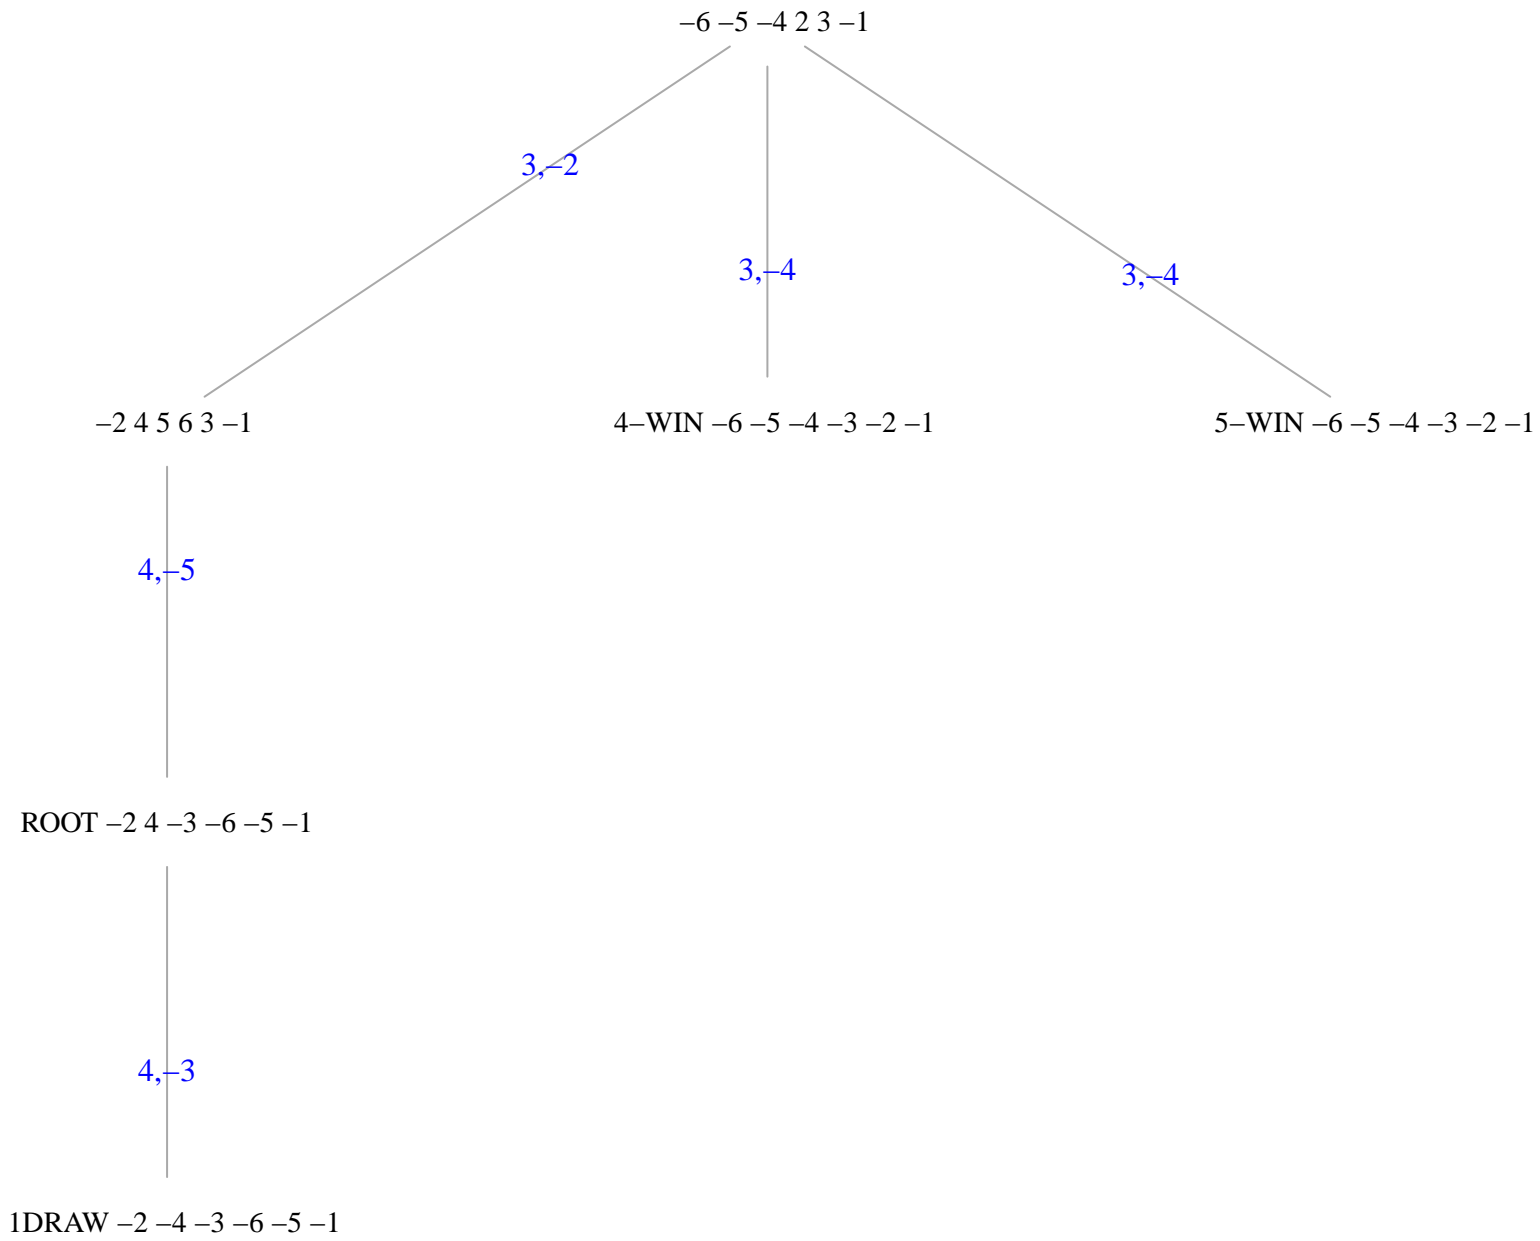 –6 –5 –4 2 3 –1
3,–2
3,–4
3,–4
–2 4 5 6 3 –1
4–WIN –6 –5 –4 –3 –2 –1
5–WIN –6 –5 –4 –3 –2 –1
4,–5
ROOT –2 4 –3 –6 –5 –1
4,–3
1DRAW –2 –4 –3 –6 –5 –1